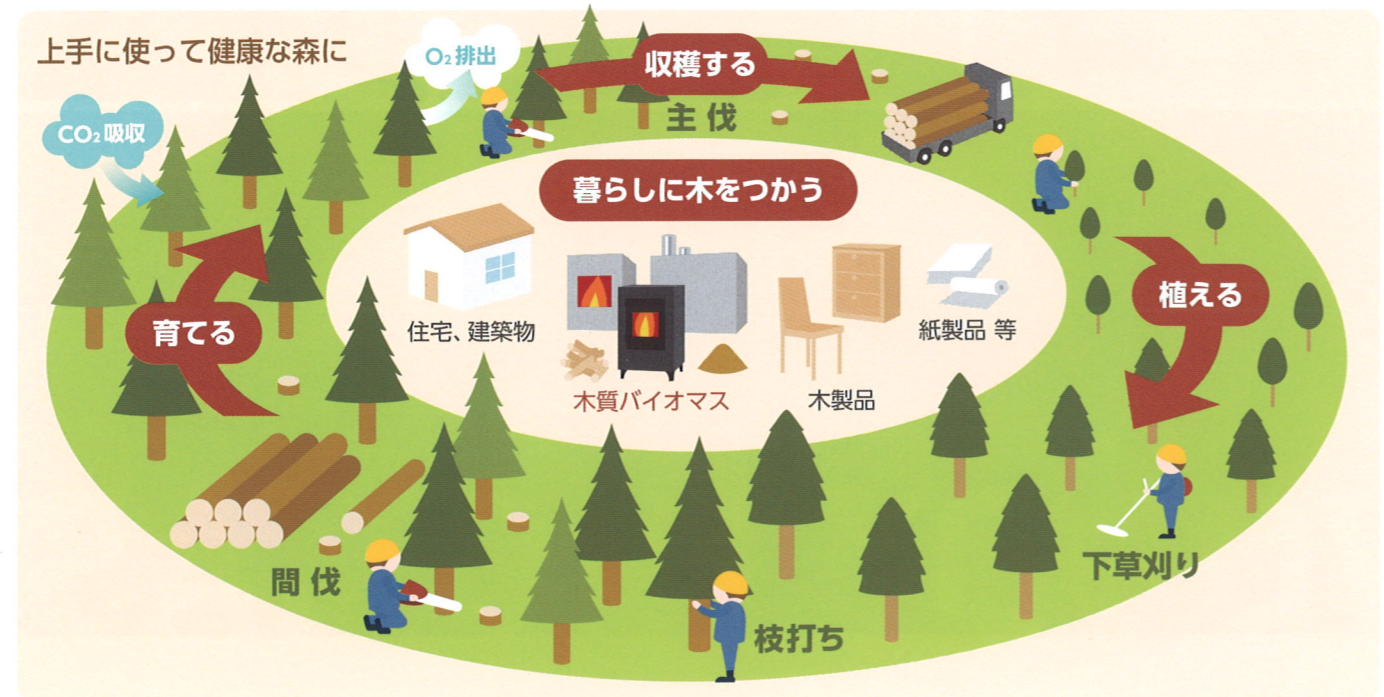 上手に使って健康な森に
O₂排出
CO₂吸収
収穫する
主伐
暮らしに木をつかう
植える
育てる
住宅、建築物
木質バイオマス
木製品
紙製品 等
下草刈り
枝打ち
間伐